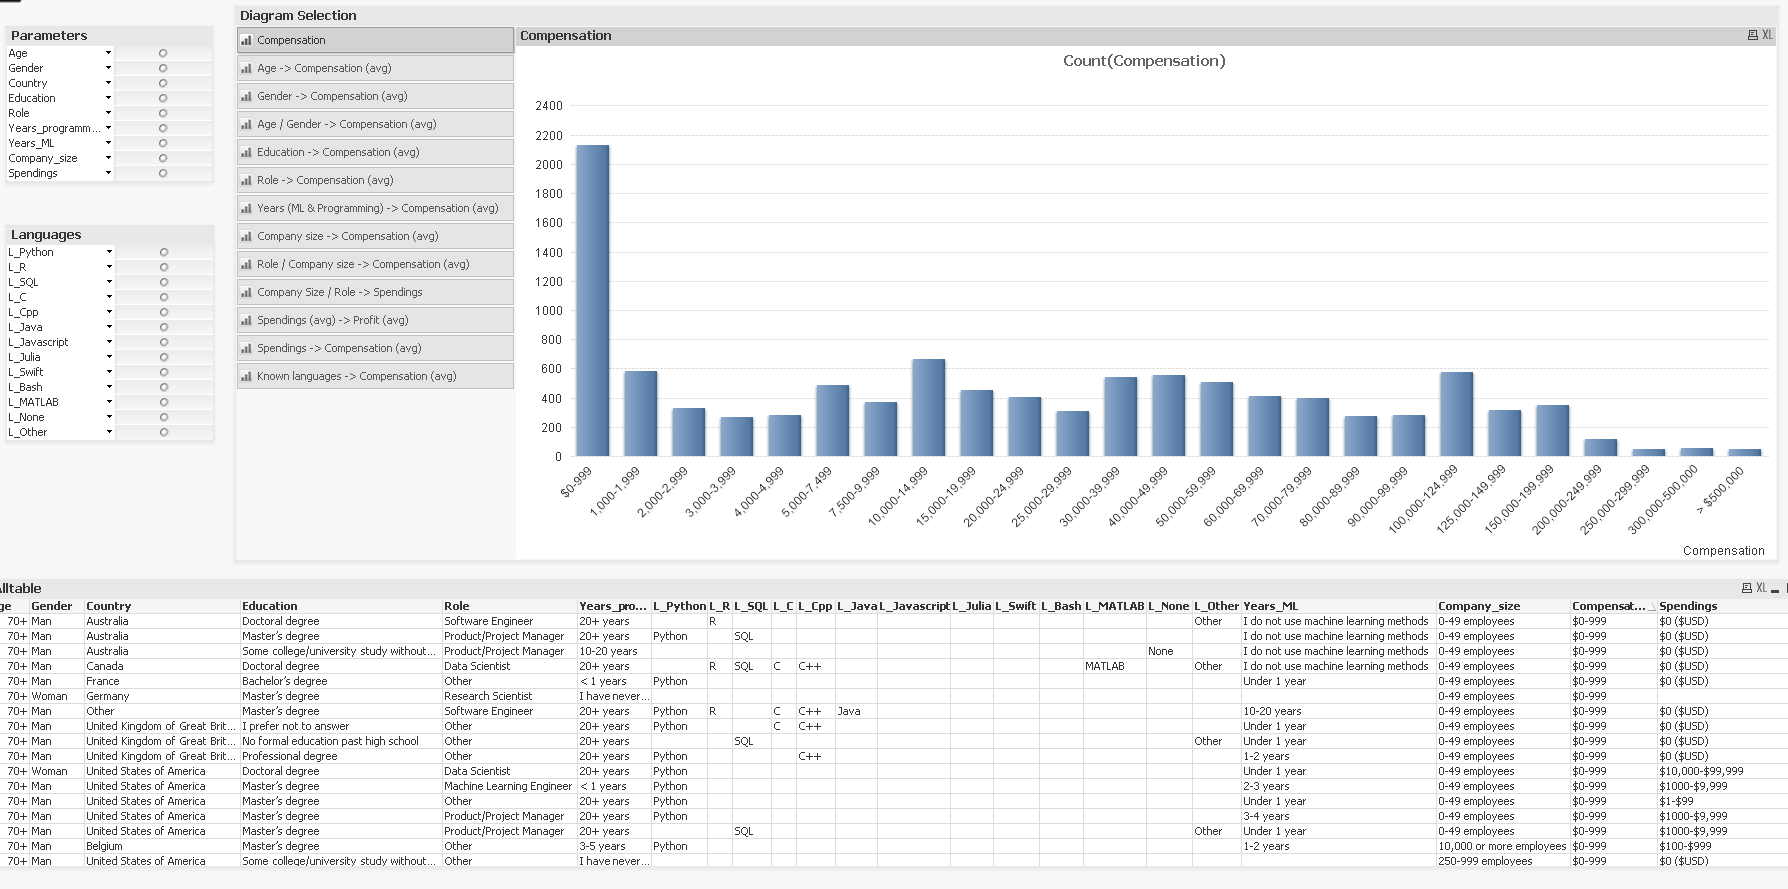 Diagram Selection
Parameters
Age
Gender
Country
Education
Role
Years_programm...
Years_ML
Company_size
Spendings
Languages
L_Python
L_R
L_SQL
L_C
L_Cpp
L_Java
L_Javascript
L_Julia
L_Swift
L_Bash
L_MATLAB
L_None
L_Other
Compensation
Age -> Compensation (avg)
Gender -> Compensation (avg)
Age / Gender -> Compensation (avg)
Education -> Compensation (avg)
Role -> Compensation (avg)
Years (ML & Programming) -> Compensation (avg)
Company size -> Compensation (avg)
Role / Company size -> Compensation (avg)
Company Size / Role -> Spendings
Spendings (avg) -> Profit (avg)
Spendings -> Compensation (avg)
Known languages -> Compensation (avg)
Compensation XL
Count(Compensation)
2400
2200
2000
1800
1600
1400
1200
1000
800
600
400
200
0
$0-999 1,000-1,999 2,000-2,999 3,000-3,999 4,000-4,999 5,000-7,499 7,500-9,999 10,000-14,999 15,000-19,999 20,000-24,999 25,000-29,999 30,000-39,999 40,000-49,999 50,000-59,999 60,000-69,999 70,000-79,999 80,000-89,999 90,000-99,999 100,000-124,999 125,000-149,999 150,000-199,999 200,000-249,999 250,000-299,999 300,000-500,000 > $500,000
Compensation
Alltable XL
ge Gender Country Education Role Years_pro... L_Python L_R L_SQL L_C L_Cpp L_Java L_Javascript L_Julia L_Swift L_Bash L_MATLAB L_None L_Other Years_ML Company_size Compensat... Spendings
70+ Man Australia Doctoral degree Software Engineer 20+ years R Other I do not use machine learning methods 0-49 employees $0-999 $0 ($USD)
70+ Man Australia Master's degree Product/Project Manager 20+ years Python SQL I do not use machine learning methods 0-49 employees $0-999 $0 ($USD)
70+ Man Australia Some college/university study without... Product/Project Manager 10-20 years None I do not use machine learning methods 0-49 employees $0-999 $0 ($USD)
70+ Man Canada Doctoral degree Data Scientist 20+ years R SQL C C++ MATLAB Other I do not use machine learning methods 0-49 employees $0-999 $0 ($USD)
70+ Man France Bachelor's degree Other < 1 years Python Under 1 year 0-49 employees $0-999 $0 ($USD)
70+ Woman Germany Master's degree Research Scientist I have never... 0-49 employees $0-999
70+ Man Other Master's degree Software Engineer 20+ years Python R C C++ Java 10-20 years 0-49 employees $0-999 $0 ($USD)
70+ Man United Kingdom of Great Brit... I prefer not to answer Other 20+ years Python C C++ Under 1 year 0-49 employees $0-999 $0 ($USD)
70+ Man United Kingdom of Great Brit... No formal education past high school Other 20+ years SQL Other Under 1 year 0-49 employees $0-999 $0 ($USD)
70+ Man United Kingdom of Great Brit... Professional degree Other 20+ years Python C++ 1-2 years 0-49 employees $0-999 $0 ($USD)
70+ Woman United States of America Doctoral degree Data Scientist 20+ years Python Under 1 year 0-49 employees $0-999 $10,000-$99,999
70+ Man United States of America Master's degree Machine Learning Engineer < 1 years Python 2-3 years 0-49 employees $0-999 $1000-$9,999
70+ Man United States of America Master's degree Other 20+ years Python Under 1 year 0-49 employees $0-999 $1-$99
70+ Man United States of America Master's degree Product/Project Manager 20+ years Python 3-4 years 0-49 employees $0-999 $1000-$9,999
70+ Man United States of America Master's degree Product/Project Manager 20+ years SQL Other Under 1 year 0-49 employees $0-999 $1000-$9,999
70+ Man Belgium Master's degree Other 3-5 years Python 1-2 years 10,000 or more employees $0-999 $100-$999
70+ Man United States of America Some college/university study without... Other I have never... 250-999 employees $0-999 $0 ($USD)